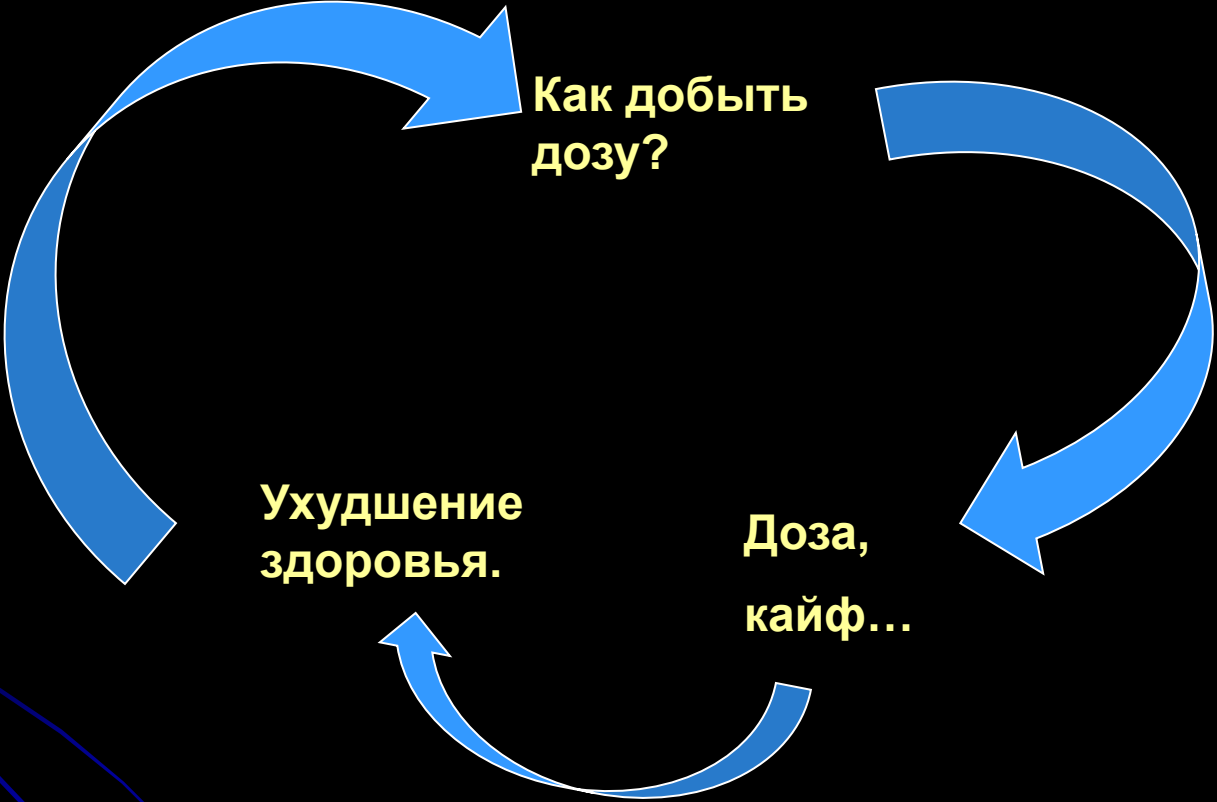 Как добыть
дозу?
Ухудшение
здоровья.
Доза,
кайф…